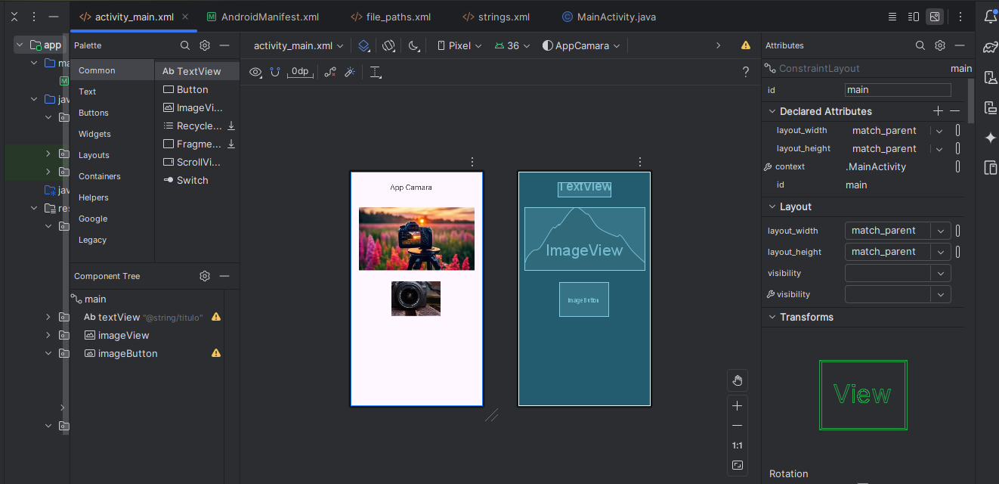 activity_main.xml
AndroidManifest.xml
file_paths.xml
strings.xml
MainActivity.java
app
Palette
activity_main.xml
Pixel
36
AppCamara
Attributes
ma
M
jav
jav
res
Common
Text
Buttons
Widgets
Layouts
Containers
Helpers
Google
Legacy
Ab TextView
Button
ImageVi...
Recycle...
Fragme...
ScrollVi...
Switch
0dp
?
Component Tree
main
Ab textView "@string/titulo"
imageView
imageButton
App Camara
TextView
ImageView
ImageButton
1:1
ConstraintLayout main
id main
Declared Attributes
layout_width match_parent
layout_height match_parent
context .MainActivity
id main
Layout
layout_width match_parent
layout_height match_parent
visibility
visibility
Transforms
View
Rotation